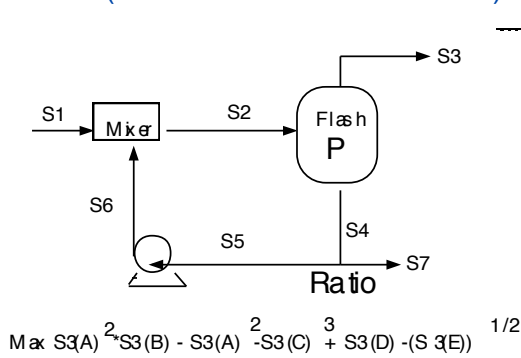 S3
S1
S2
Mixer
Flash
P
S6
S4
S5
S7
Ratio
Max S3(A)²*S3(B) - S3(A)²-S3(C)³ + S3(D) -(S3(E))^1/2